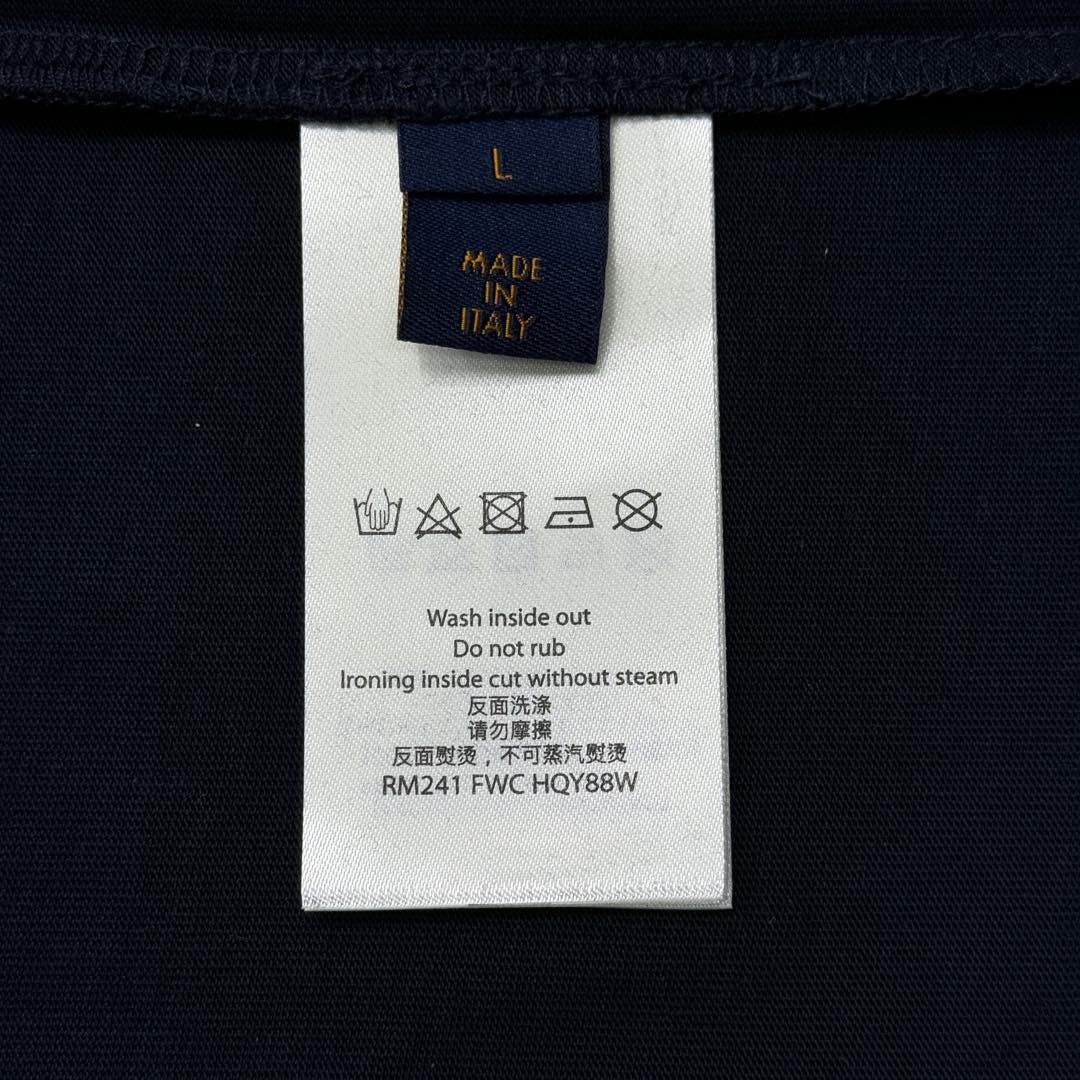 L
MADE
IN
ITALY
Wash inside out
Do not rub
Ironing inside cut without steam
反面洗涤
请勿摩擦
反面熨烫，不可蒸汽熨烫
RM241 FWC HQY88W